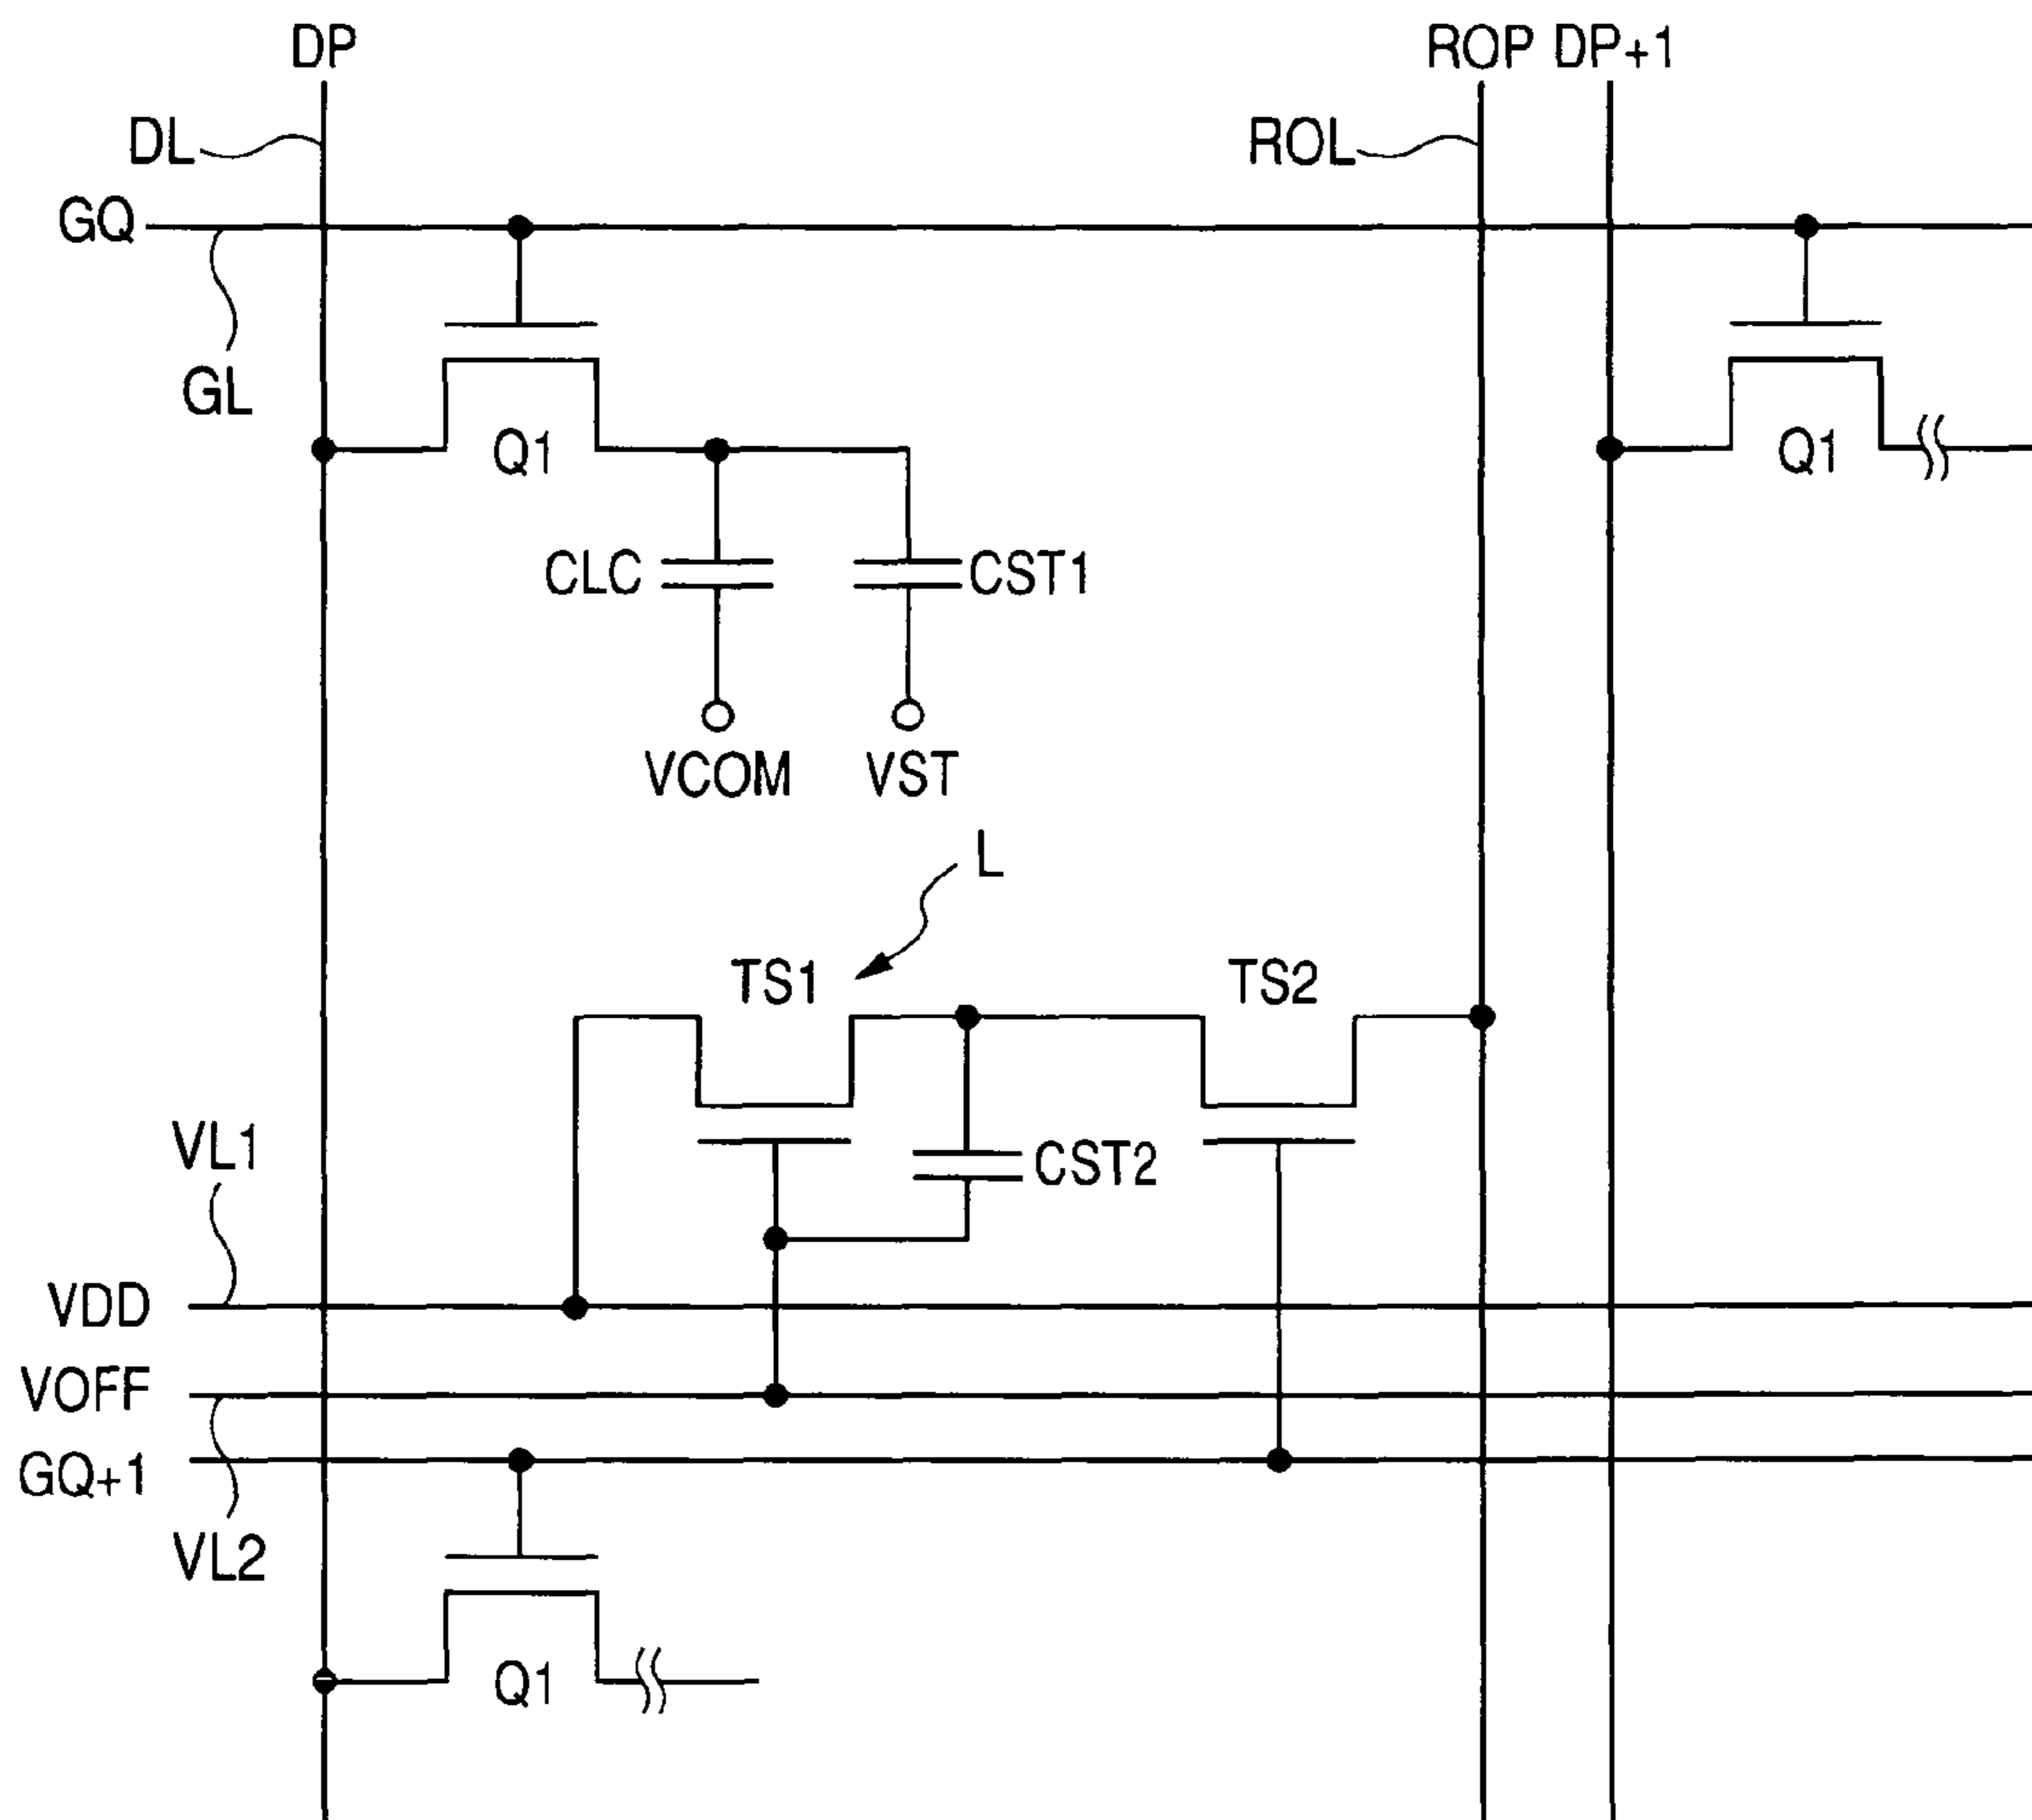 DP
ROP
DP+1
DL
ROL
GQ
GL
Q1
Q1
CLC
CST1
VCOM
VST
L
TS1
TS2
VL1
CST2
VDD
VOFF
GQ+1
VL2
Q1